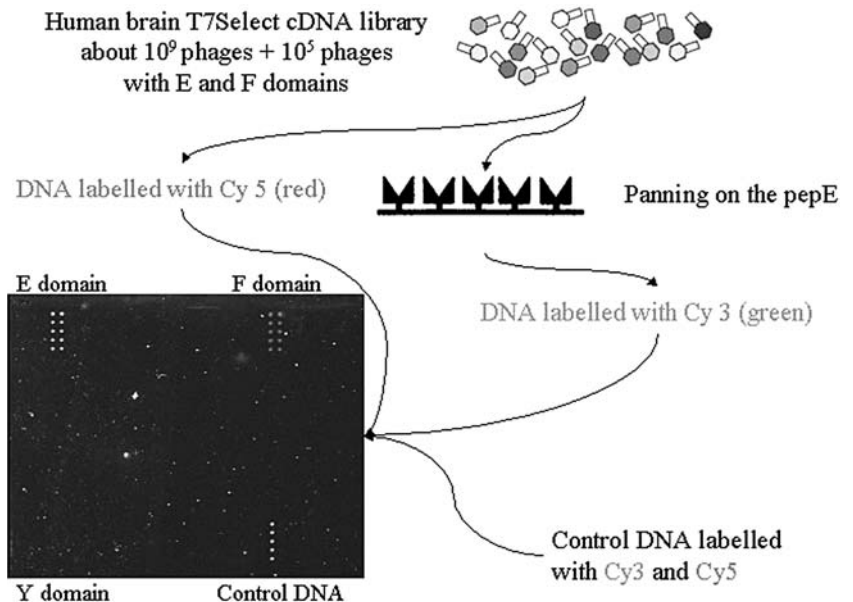 Human brain T7Select cDNA library
about 10⁹ phages + 10⁵ phages
with E and F domains
DNA labelled with Cy 5 (red)
Panning on the pepE
E domain
F domain
DNA labelled with Cy 3 (green)
Control DNA labelled
with Cy3 and Cy5
Y domain
Control DNA